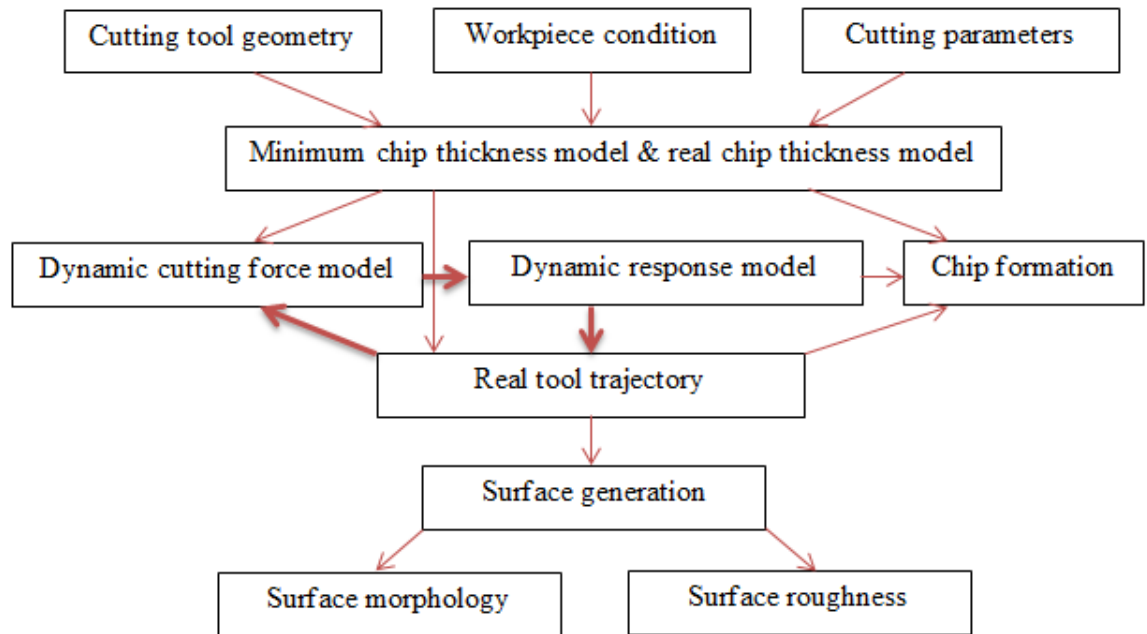 Cutting tool geometry
Workpiece condition
Cutting parameters
Minimum chip thickness model & real chip thickness model
Dynamic cutting force model
Dynamic response model
Chip formation
Real tool trajectory
Surface generation
Surface morphology
Surface roughness